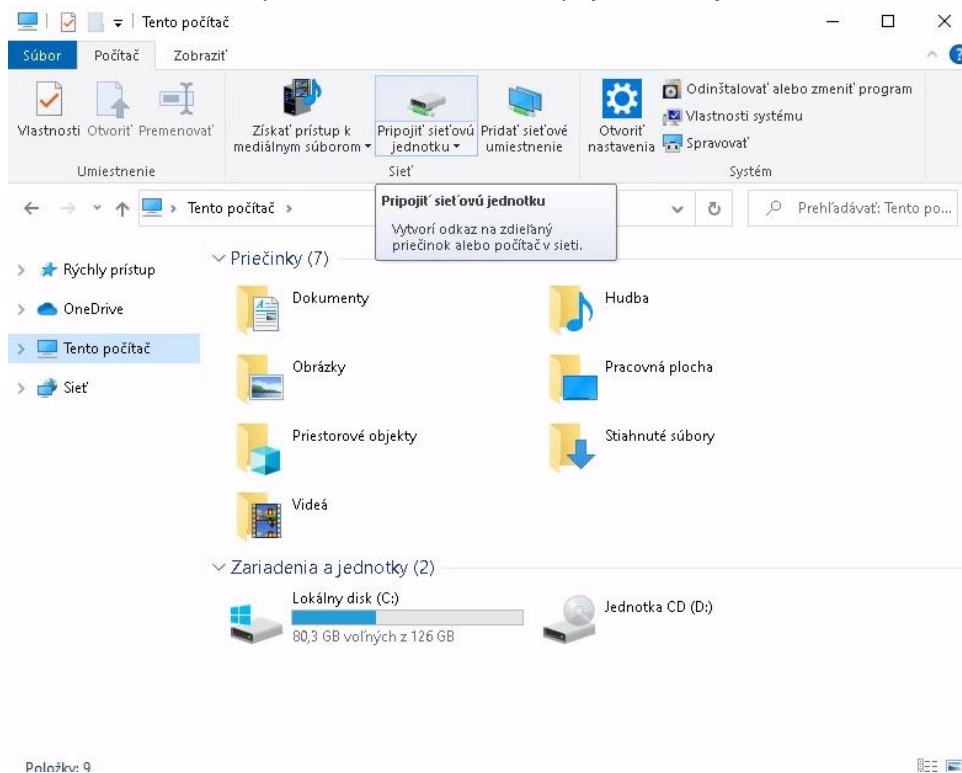 Tento počítač
Súbor Počítač Zobraziť
Vlastnosti Otvoriť Premenovať
Získať prístup k mediálnym súborom
Pripojiť sieťovú jednotku
Pridať sieťové umiestnenie
Otvoriť nastavenia
Odinštalovať alebo zmeniť program
Vlastnosti systému
Spravovať
Umiestnenie Sieť Systém
Tento počítač Prehľadávať: Tento po...
Pripojiť sieťovú jednotku
Vytvorí odkaz na zdieľaný
priečinok alebo počítač v sieti.
Rýchly prístup
OneDrive
Tento počítač
Sieť
Priečinky (7)
Dokumenty Hudba
Obrázky Pracovná plocha
Priestorové objekty Stiahnuté súbory
Videá
Zariadenia a jednotky (2)
Lokálny disk (C:) Jednotka CD (D:)
80,3 GB voľných z 126 GB
Položky: 9